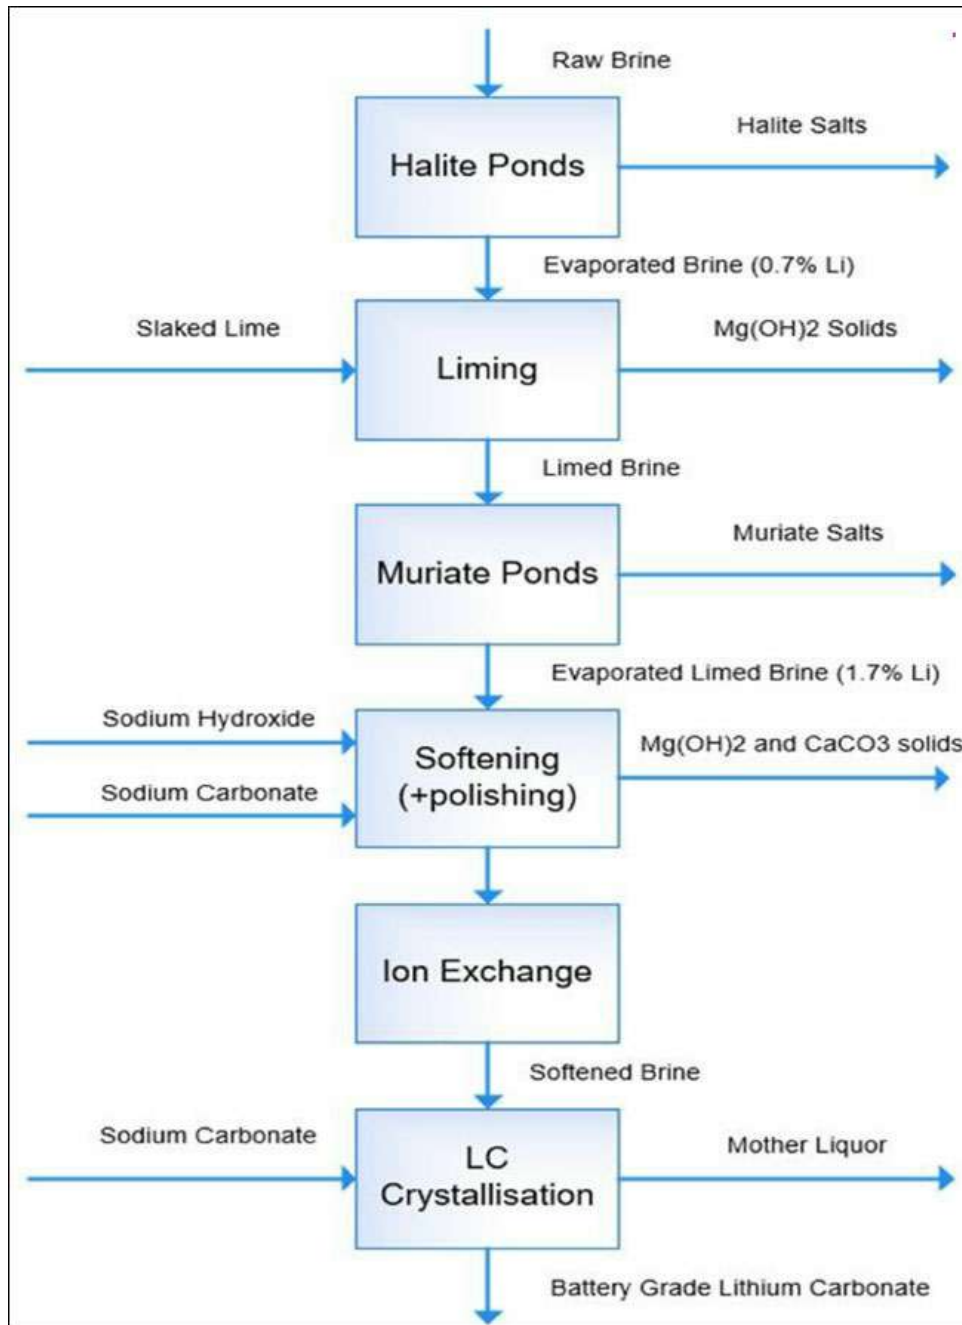 Raw Brine
Halite Ponds
Halite Salts
Evaporated Brine (0.7% Li)
Slaked Lime
Liming
Mg(OH)2 Solids
Limed Brine
Muriate Ponds
Muriate Salts
Evaporated Limed Brine (1.7% Li)
Sodium Hydroxide
Sodium Carbonate
Softening
(+polishing)
Mg(OH)2 and CaCO3 solids
Ion Exchange
Softened Brine
Sodium Carbonate
LC
Crystallisation
Mother Liquor
Battery Grade Lithium Carbonate